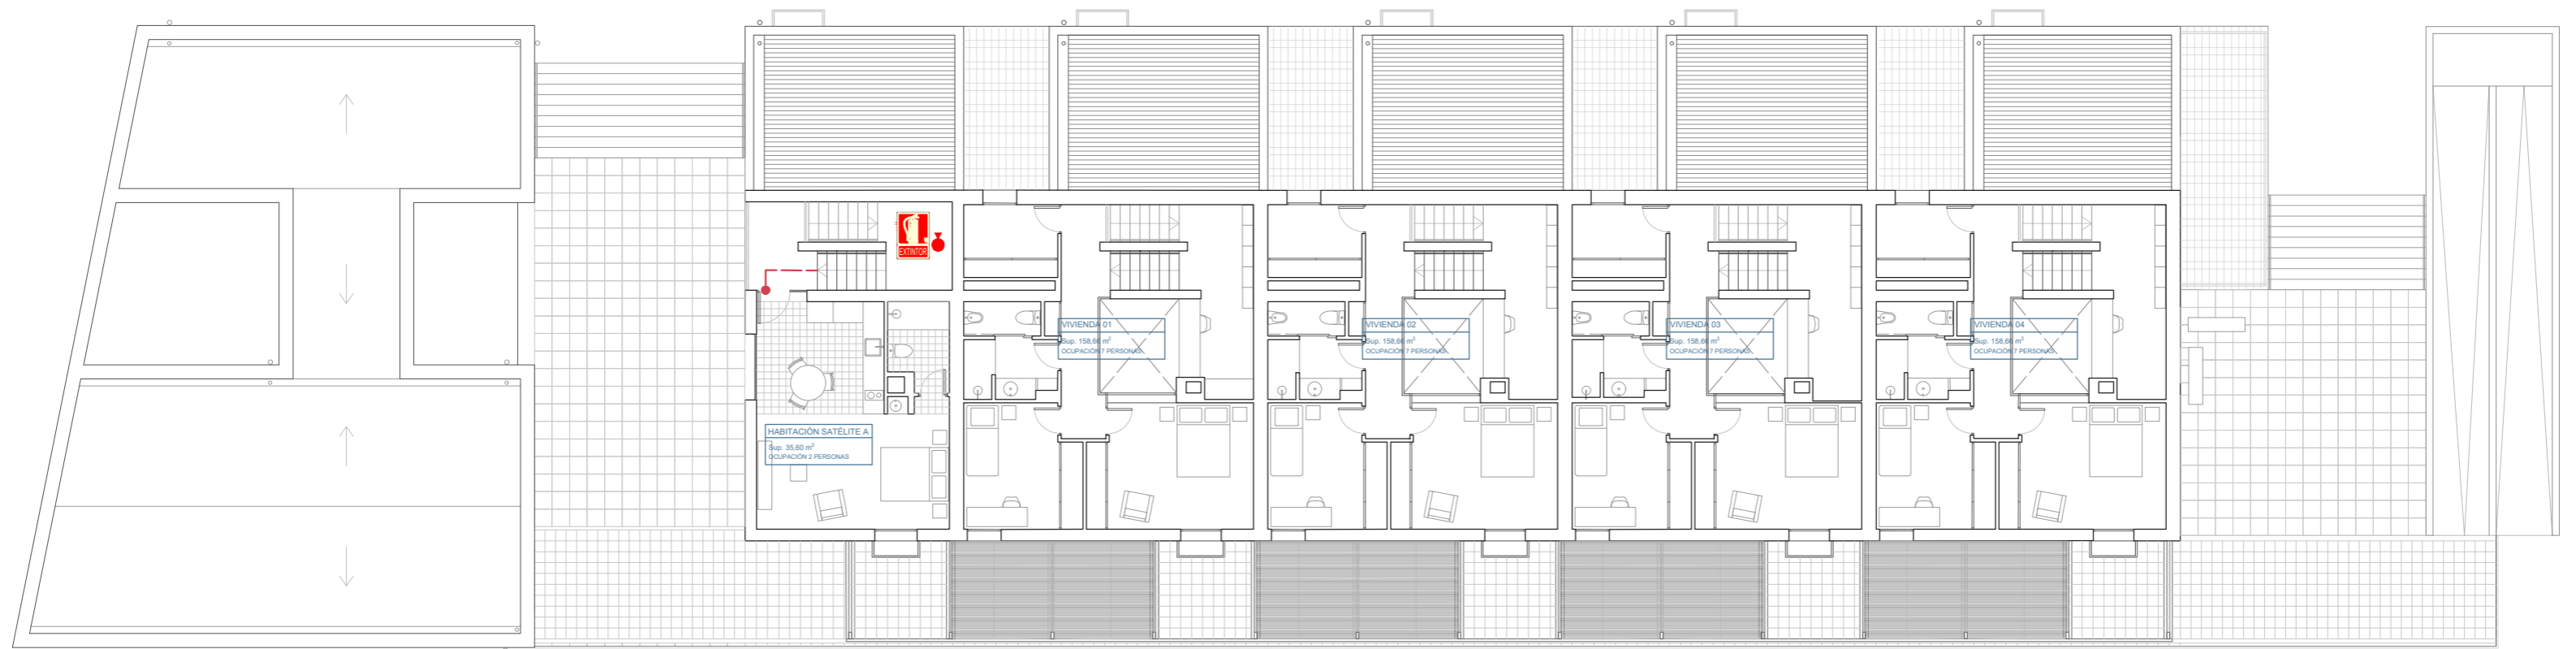 EXTINTOR
VIVIENDA 01
Sup. 158,66 m²
OCUPACIÓN 7 PERSONAS
VIVIENDA 02
Sup. 158,66 m²
OCUPACIÓN 7 PERSONAS
VIVIENDA 03
Sup. 158,66 m²
OCUPACIÓN 7 PERSONAS
VIVIENDA 04
Sup. 158,66 m²
OCUPACIÓN 7 PERSONAS
HABITACIÓN SATÉLITE A
Sup. 35,60 m²
OCUPACIÓN 2 PERSONAS